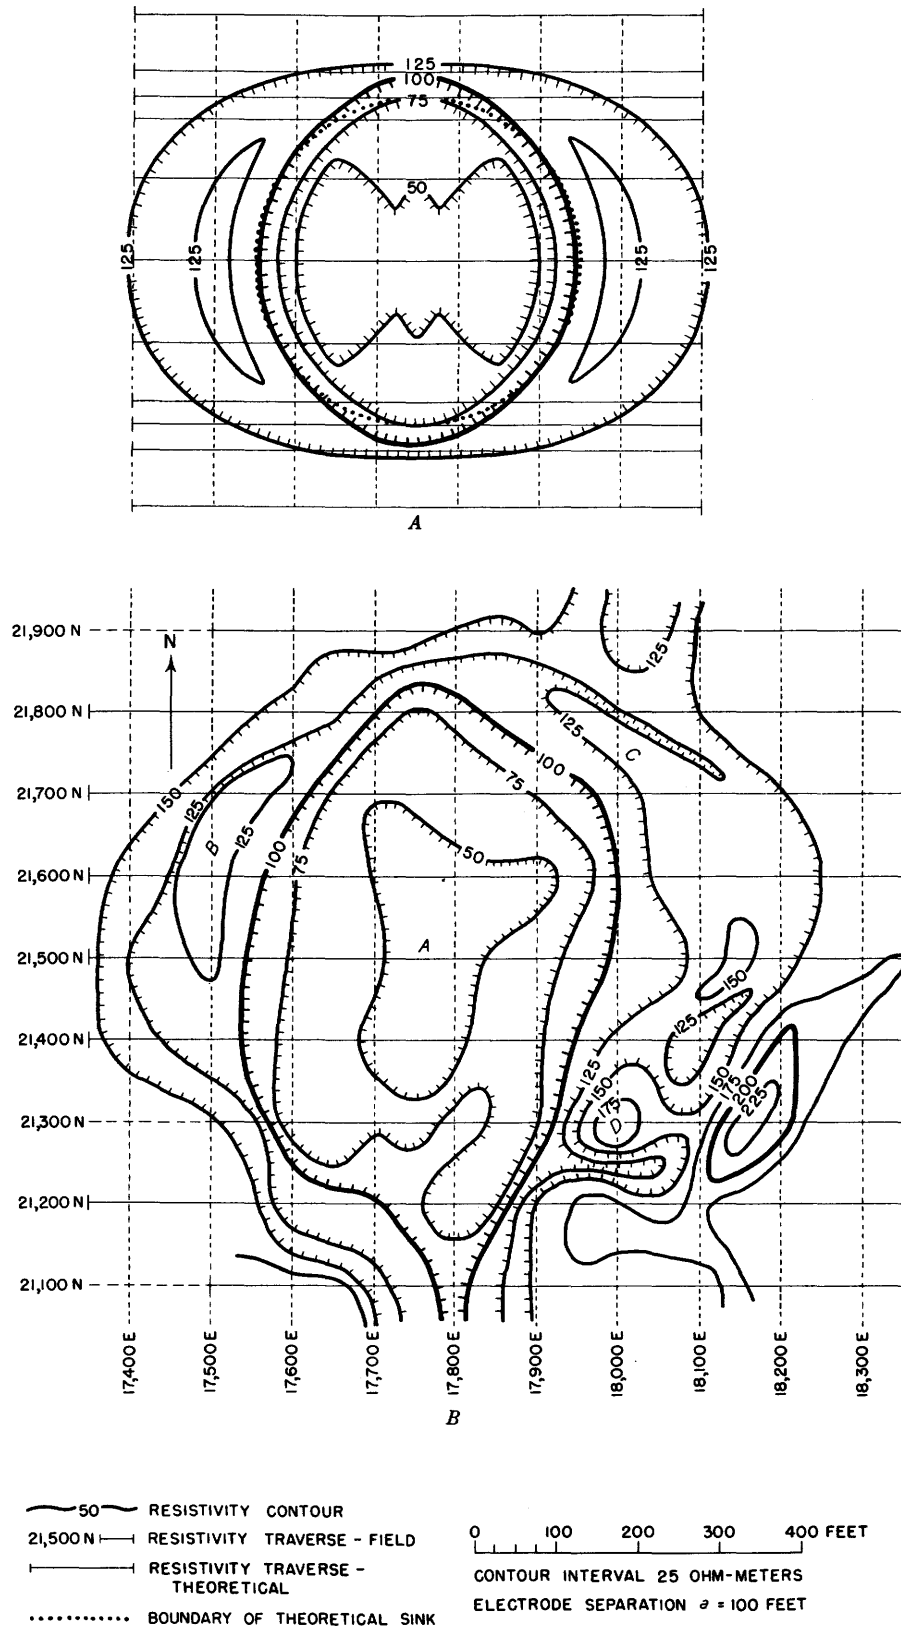 125
100
75
50
125
125
125
125
A
21,900 N
N
125
21,800 N
125
C
100
75
21,700 N
150
125
125
B
100
75
50
21,600 N
A
21,500 N
150
125
21,400 N
125
150
175
D
150
175
200
225
21,300 N
21,200 N
21,100 N
17,400 E
17,500 E
17,600 E
17,700 E
17,800 E
17,900 E
18,000 E
18,100 E
18,200 E
18,300 E
B
50 RESISTIVITY CONTOUR
21,500 N RESISTIVITY TRAVERSE - FIELD
RESISTIVITY TRAVERSE -
THEORETICAL
BOUNDARY OF THEORETICAL SINK
0 100 200 300 400 FEET
CONTOUR INTERVAL 25 OHM-METERS
ELECTRODE SEPARATION a = 100 FEET